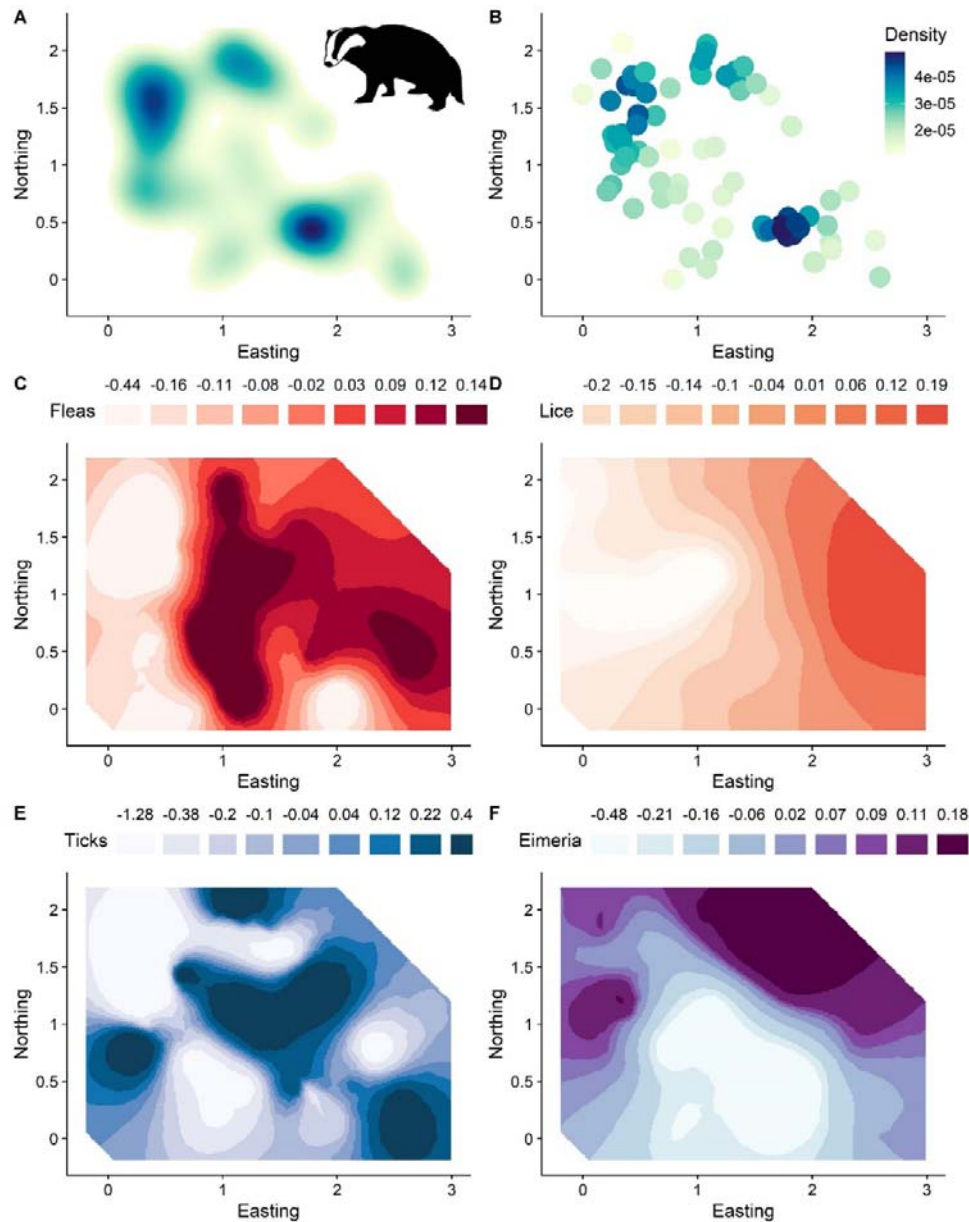 A
B
Density
4e-05
3e-05
2e-05
Northing
2
1.5
1
0.5
0
0 1 2 3
Easting
Northing
2
1.5
1
0.5
0
0 1 2 3
Easting
C
-0.44 -0.16 -0.11 -0.08 -0.02 0.03 0.09 0.12 0.14
Fleas
Northing
2
1.5
1
0.5
0
0 1 2 3
Easting
D
-0.2 -0.15 -0.14 -0.1 -0.04 0.01 0.06 0.12 0.19
Lice
Northing
2
1.5
1
0.5
0
0 1 2 3
Easting
E
-1.28 -0.38 -0.2 -0.1 -0.04 0.04 0.12 0.22 0.4
Ticks
Northing
2
1.5
1
0.5
0
0 1 2 3
Easting
F
-0.48 -0.21 -0.16 -0.06 0.02 0.07 0.09 0.11 0.18
Eimeria
Northing
2
1.5
1
0.5
0
0 1 2 3
Easting